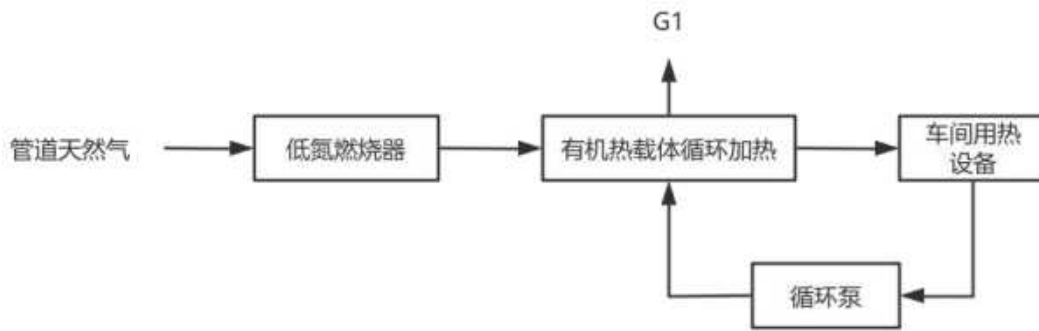 G1
管道天然气
低氮燃烧器
有机热载体循环加热
车间用热
设备
循环泵